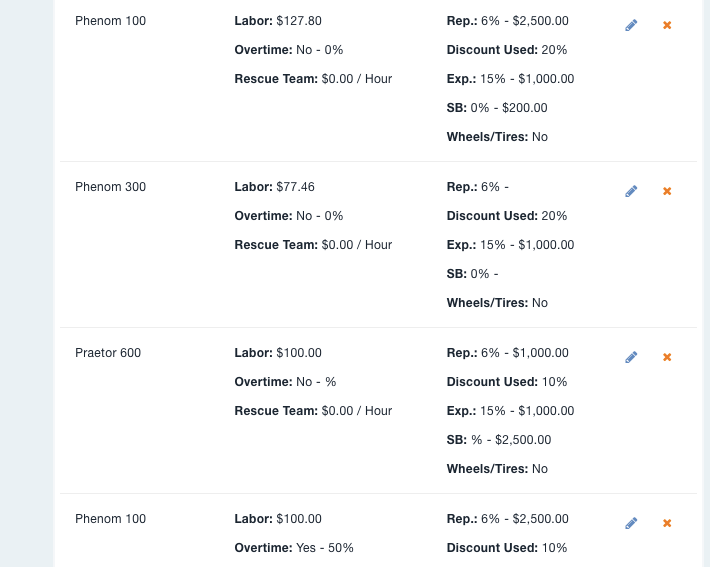 Phenom 100 Labor: $127.80 Rep.: 6% - $2,500.00
Overtime: No - 0% Discount Used: 20%
Rescue Team: $0.00 / Hour Exp.: 15% - $1,000.00
SB: 0% - $200.00
Wheels/Tires: No
Phenom 300 Labor: $77.46 Rep.: 6% -
Overtime: No - 0% Discount Used: 20%
Rescue Team: $0.00 / Hour Exp.: 15% - $1,000.00
SB: 0% -
Wheels/Tires: No
Praetor 600 Labor: $100.00 Rep.: 6% - $1,000.00
Overtime: No - % Discount Used: 10%
Rescue Team: $0.00 / Hour Exp.: 15% - $1,000.00
SB: % - $2,500.00
Wheels/Tires: No
Phenom 100 Labor: $100.00 Rep.: 6% - $2,500.00
Overtime: Yes - 50% Discount Used: 10%